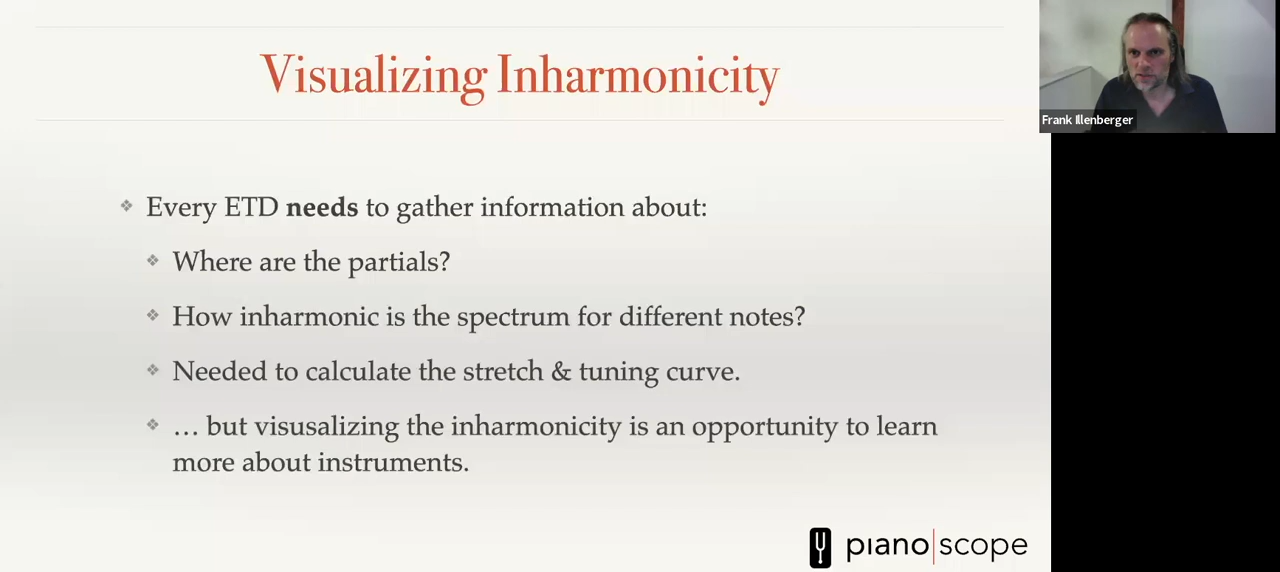 Visualizing Inharmonicity
Frank Illenberger
Every ETD needs to gather information about:
Where are the partials?
How inharmonic is the spectrum for different notes?
Needed to calculate the stretch & tuning curve.
… but visusalizing the inharmonicity is an opportunity to learn
more about instruments.
piano|scope